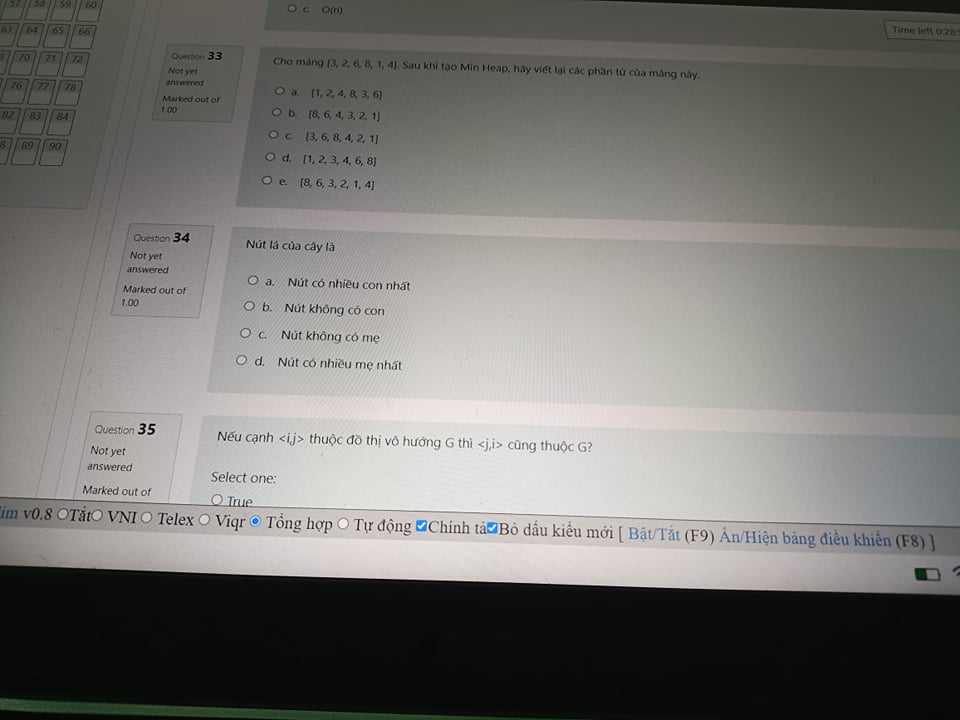 57 58 59 60
63 64 65 66
70 71 72
76 77 78
82 83 84
89 90
c. O(n)
Time left 0:28:
Question 33
Not yet answered
Marked out of 1.00
Cho mảng [3, 2, 6, 8, 1, 4]. Sau khi tạo Min Heap, hãy viết lại các phần tử của mảng này.
a. [1, 2, 4, 8, 3, 6]
b. [8, 6, 4, 3, 2, 1]
c. [3, 6, 8, 4, 2, 1]
d. [1, 2, 3, 4, 6, 8]
e. [8, 6, 3, 2, 1, 4]
Question 34
Not yet answered
Marked out of 1.00
Nút lá của cây là
a. Nút có nhiều con nhất
b. Nút không có con
c. Nút không có mẹ
d. Nút có nhiều mẹ nhất
Question 35
Not yet answered
Marked out of
Nếu cạnh <i,j> thuộc đồ thị vô hướng G thì <j,i> cũng thuộc G?
Select one:
True
im v0.8 Tắt VNI Telex Viqr Tổng hợp Tự động Chính tả Bỏ dấu kiểu mới [ Bật/Tắt (F9) Ẩn/Hiện bảng điều khiển (F8) ]